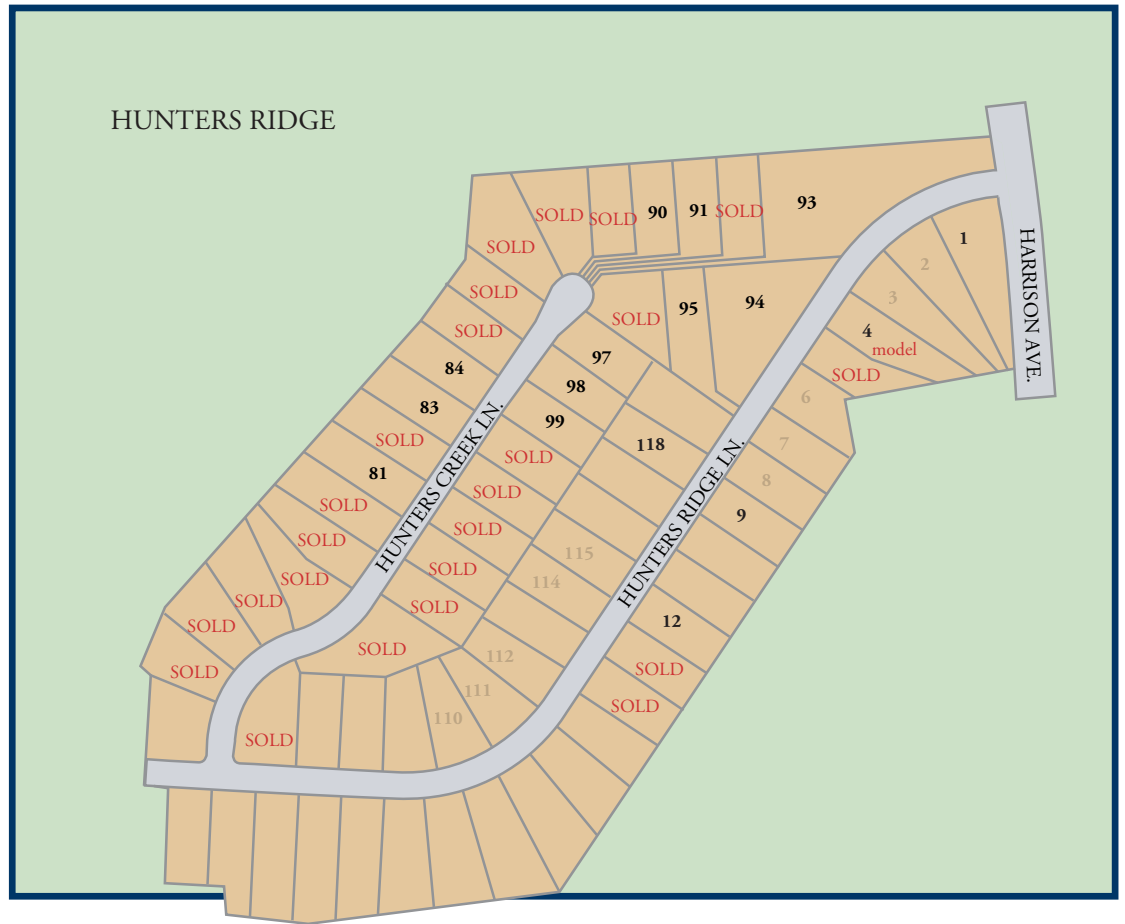 HUNTERS RIDGE
SOLD
SOLD
90
91
SOLD
93
1
HARRISON AVE.
SOLD
2
SOLD
3
SOLD
95
94
SOLD
4
model
SOLD
84
97
SOLD
98
6
83
99
SOLD
118
7
81
SOLD
8
SOLD
SOLD
9
HUNTERS CREEK LN.
HUNTERS RIDGE LN.
SOLD
SOLD
115
SOLD
SOLD
114
SOLD
SOLD
12
SOLD
SOLD
112
SOLD
SOLD
111
SOLD
110
SOLD